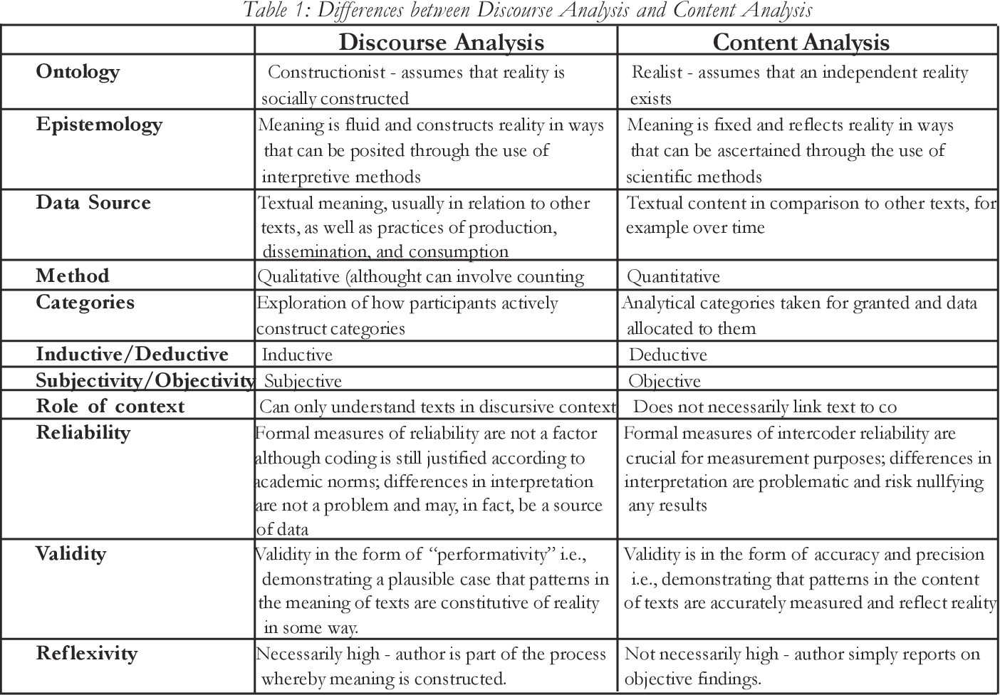 Table 1: Differences between Discourse Analysis and Content Analysis
Discourse Analysis Content Analysis
Ontology
Constructionist - assumes that reality is
socially constructed
Realist - assumes that an independent reality
exists
Epistemology
Meaning is fluid and constructs reality in ways
that can be posited through the use of
interpretive methods
Meaning is fixed and reflects reality in ways
that can be ascertained through the use of
scientific methods
Data Source
Textual meaning, usually in relation to other
texts, as well as practices of production,
dissemination, and consumption
Textual content in comparison to other texts, for
example over time
Method
Qualitative (althought can involve counting
Quantitative
Categories
Exploration of how participants actively
construct categories
Analytical categories taken for granted and data
allocated to them
Inductive/Deductive
Inductive
Deductive
Subjectivity/Objectivity
Subjective
Objective
Role of context
Can only understand texts in discursive context
Does not necessarily link text to co
Reliability
Formal measures of reliability are not a factor
although coding is still justified according to
academic norms; differences in interpretation
are not a problem and may, in fact, be a source
of data
Formal measures of intercoder reliability are
crucial for measurement purposes; differences in
interpretation are problematic and risk nullfying
any results
Validity
Validity in the form of “performativity” i.e.,
demonstrating a plausible case that patterns in
the meaning of texts are constitutive of reality
in some way.
Validity is in the form of accuracy and precision
i.e., demonstrating that patterns in the content
of texts are accurately measured and reflect reality
Reflexivity
Necessarily high - author is part of the process
whereby meaning is constructed.
Not necessarily high - author simply reports on
objective findings.